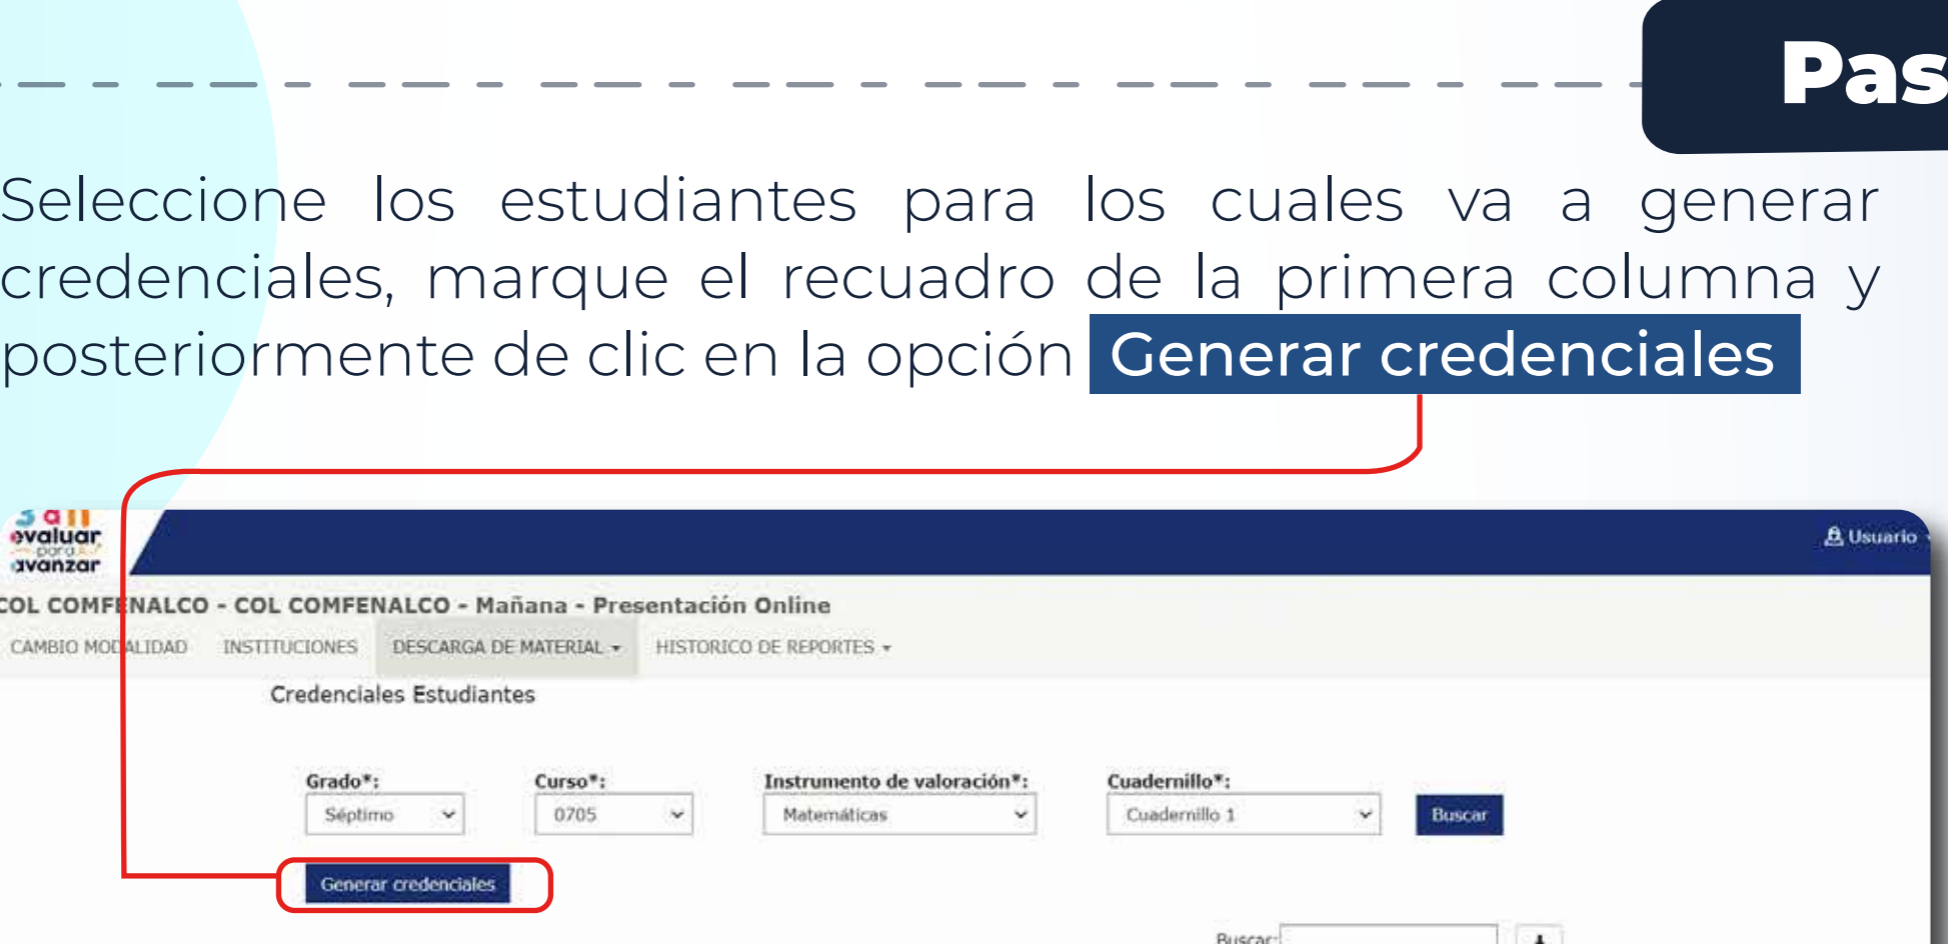 Pas
Seleccione los estudiantes para los cuales va a generar
credenciales, marque el recuadro de la primera columna y
posteriormente de clic en la opción Generar credenciales
3 a 11
evaluar
para
avanzar
Usuario
COL COMFENALCO - COL COMFENALCO - Mañana - Presentación Online
CAMBIO MODALIDAD INSTITUCIONES DESCARGA DE MATERIAL HISTORICO DE REPORTES
Credenciales Estudiantes
Grado*: Curso*: Instrumento de valoración*: Cuadernillo*:
Séptimo 0705 Matemáticas Cuadernillo 1 Buscar
Generar credenciales
Buscar: